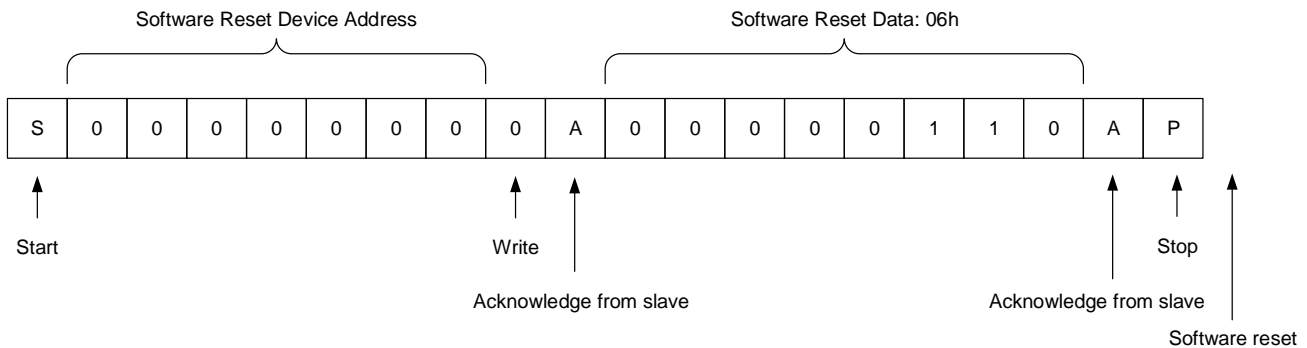 Software Reset Device Address Software Reset Data: 06h
S 0 0 0 0 0 0 0 0 A 0 0 0 0 0 1 1 0 A P
Start Write Stop
Acknowledge from slave Acknowledge from slave
Software reset